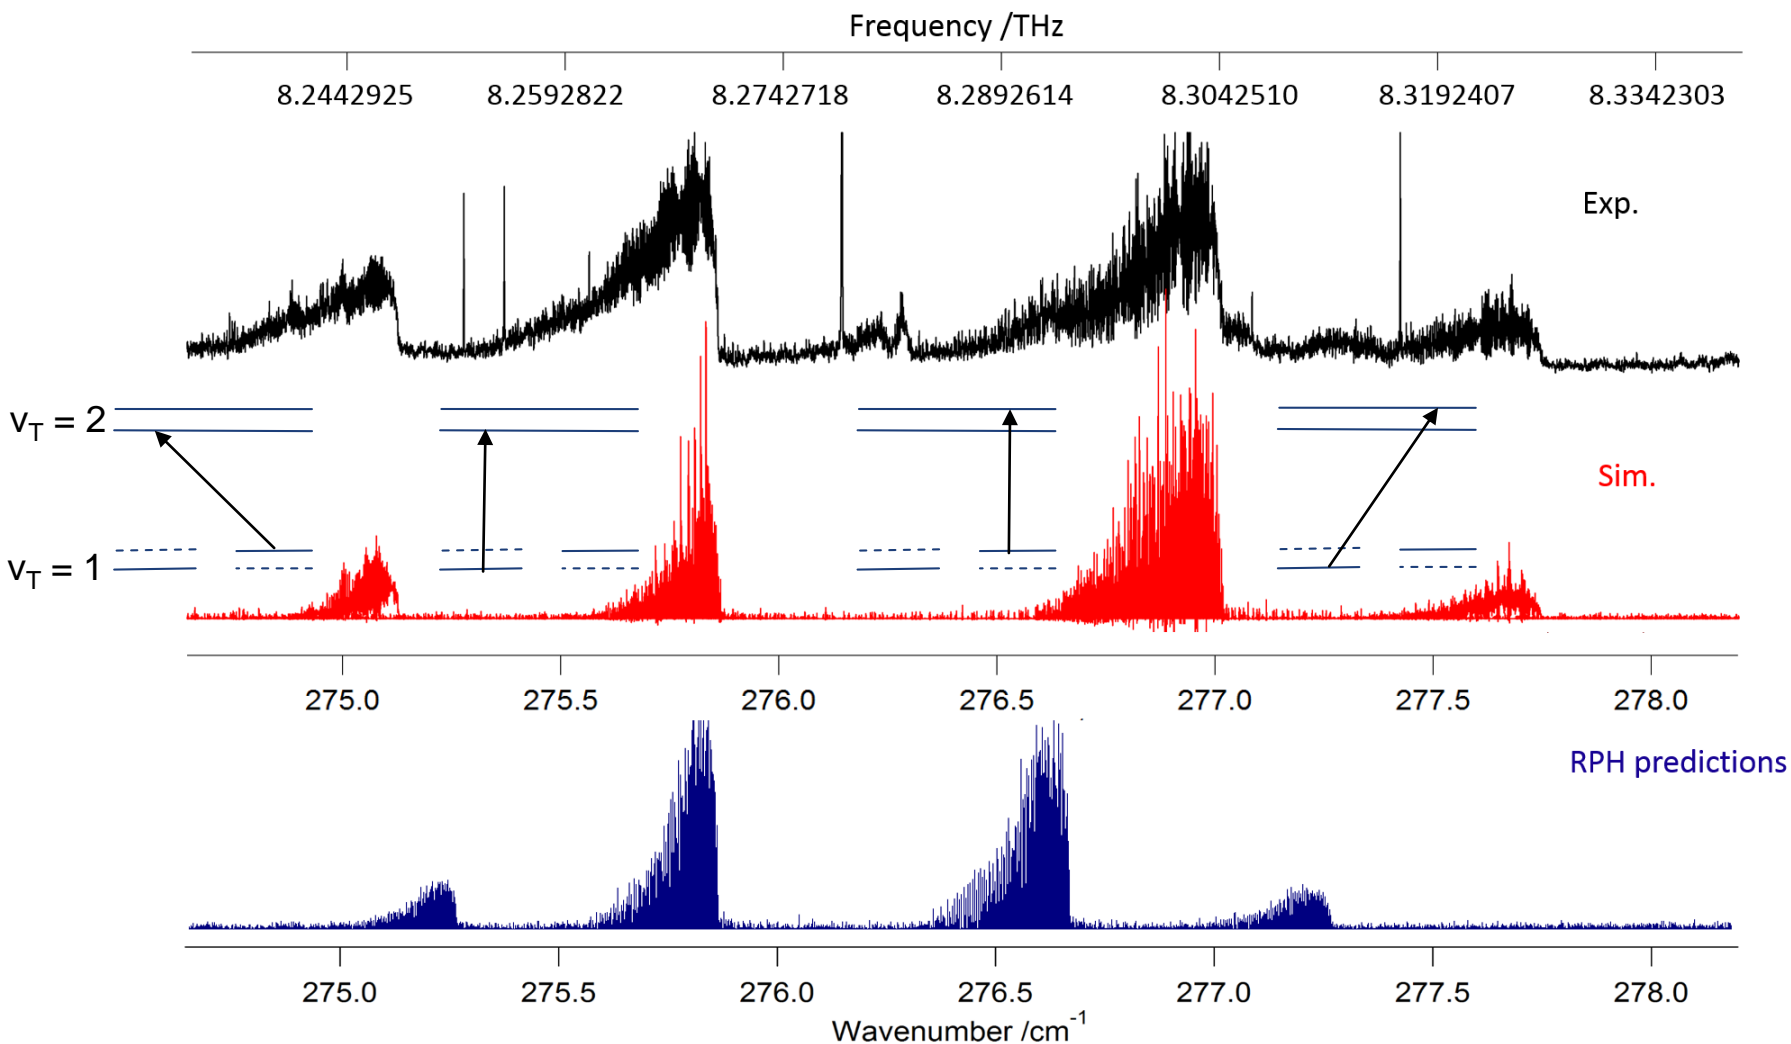 Frequency /THz
8.2442925 8.2592822 8.2742718 8.2892614 8.3042510 8.3192407 8.3342303
Exp.
vT = 2
Sim.
vT = 1
275.0 275.5 276.0 276.5 277.0 277.5 278.0
RPH predictions
275.0 275.5 276.0 276.5 277.0 277.5 278.0
Wavenumber /cm-1